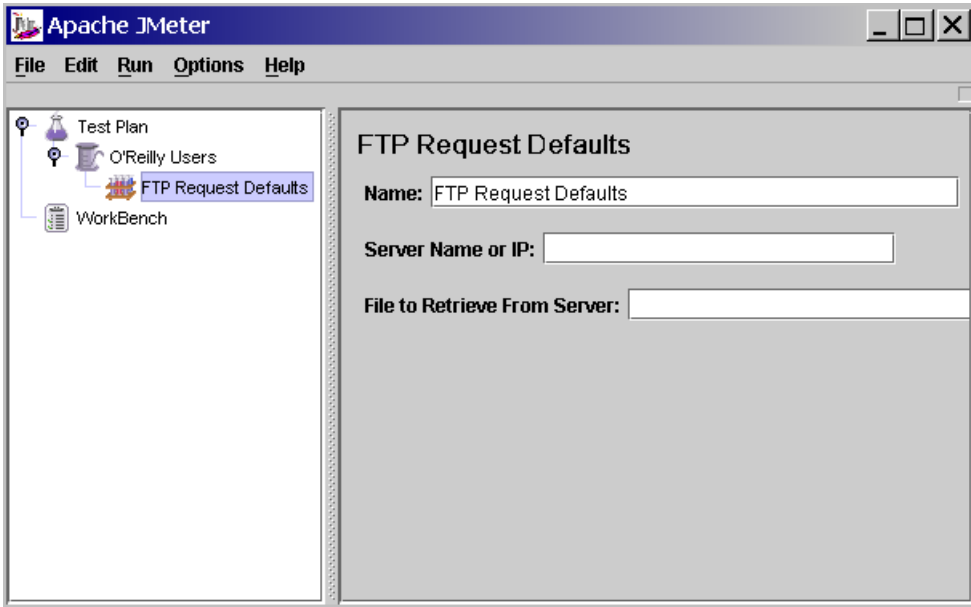 Apache JMeter
File Edit Run Options Help
Test Plan
O'Reilly Users
FTP Request Defaults
WorkBench
FTP Request Defaults
Name: FTP Request Defaults
Server Name or IP:
File to Retrieve From Server: